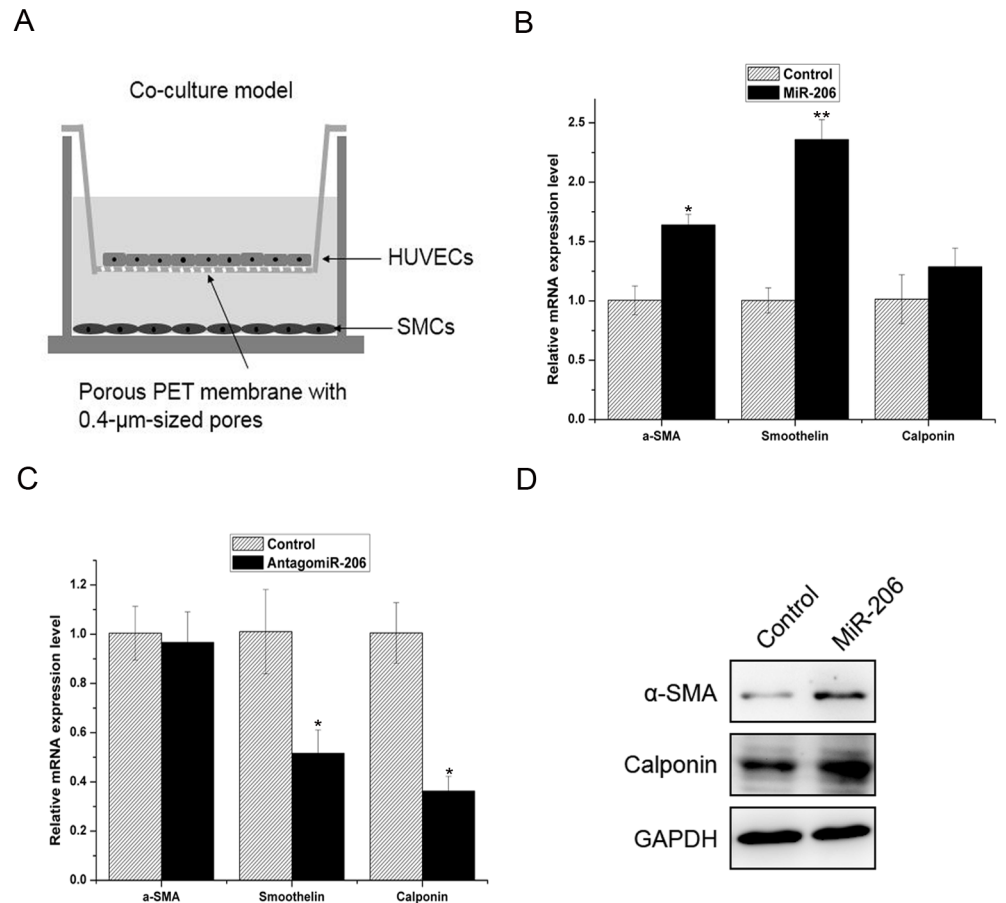 A
Co-culture model
HUVECs
SMCs
Porous PET membrane with
0.4-µm-sized pores
B
Control
MiR-206
Relative mRNA expression level
2.5
2.0
1.5
1.0
0.5
0.0
*
**
a-SMA
Smoothelin
Calponin
C
Control
AntagomiR-206
Relative mRNA expression level
1.2
1.0
0.8
0.6
0.4
0.2
0.0
*
*
a-SMA
Smoothelin
Calponin
D
Control
MiR-206
α-SMA
Calponin
GAPDH